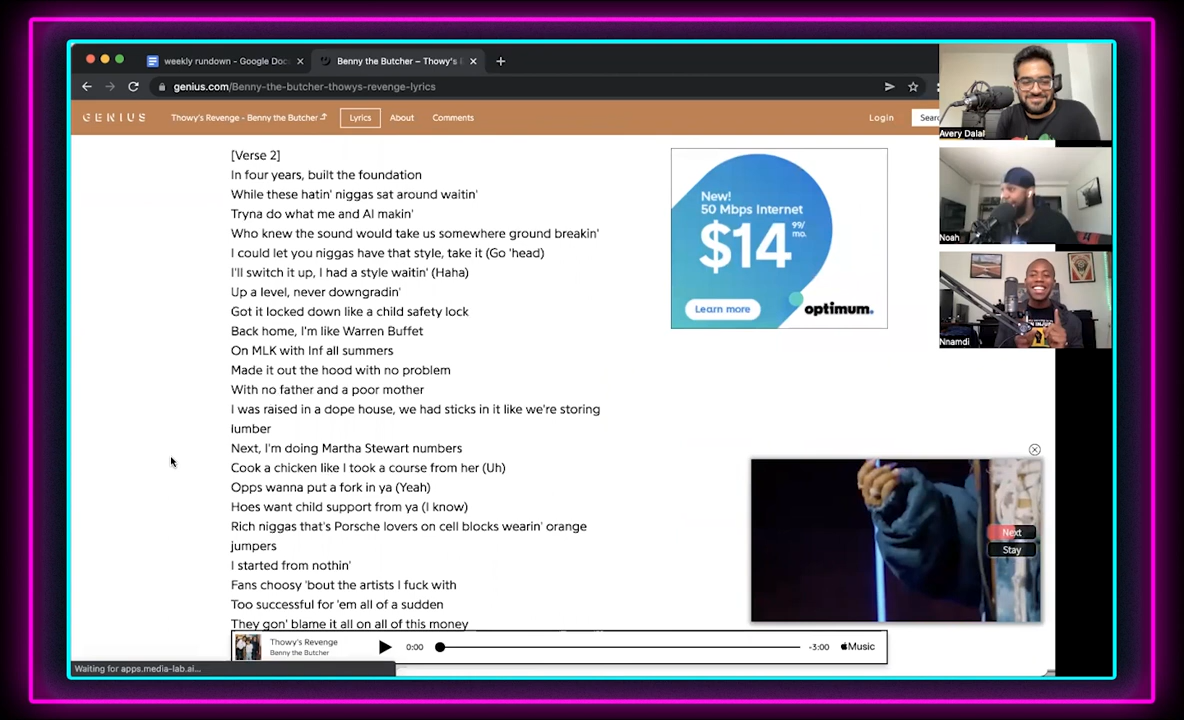 weekly rundown - Google Doc
Benny the Butcher – Thowy's
genius.com/Benny-the-butcher-thowys-revenge-lyrics
GENIUS
Thowy's Revenge - Benny the Butcher
Lyrics
About
Comments
Login
Sear
Avery Dalal
Noah
Nnamdi
[Verse 2]
In four years, built the foundation
While these hatin' niggas sat around waitin'
Tryna do what me and Al makin'
Who knew the sound would take us somewhere ground breakin'
I could let you niggas have that style, take it (Go 'head)
I'll switch it up, I had a style waitin' (Haha)
Up a level, never downgradin'
Got it locked down like a child safety lock
Back home, I'm like Warren Buffet
On MLK with Inf all summers
Made it out the hood with no problem
With no father and a poor mother
I was raised in a dope house, we had sticks in it like we're storing
lumber
Next, I'm doing Martha Stewart numbers
Cook a chicken like I took a course from her (Uh)
Opps wanna put a fork in ya (Yeah)
Hoes want child support from ya (I know)
Rich niggas that's Porsche lovers on cell blocks wearin' orange
jumpers
I started from nothin'
Fans choosy 'bout the artists I fuck with
Too successful for 'em all of a sudden
They gon' blame it all on all of this money
New!
50 Mbps Internet
$14
99/
mo.
Learn more
optimum.
Next
Stay
Thowy's Revenge
Benny the Butcher
0:00
-3:00
Music
Waiting for apps.media-lab.ai...